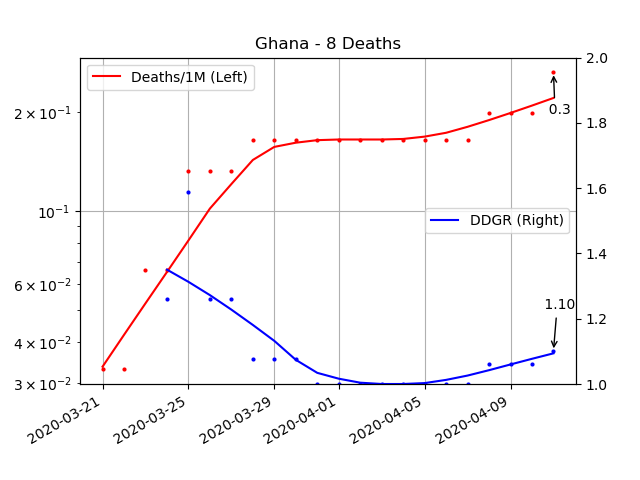 Ghana - 8 Deaths
Deaths/1M (Left)
DDGR (Right)
0.3
1.10
2 × 10⁻¹
10⁻¹
6 × 10⁻²
4 × 10⁻²
3 × 10⁻²
2.0
1.8
1.6
1.4
1.2
1.0
2020-03-21
2020-03-25
2020-03-29
2020-04-01
2020-04-05
2020-04-09